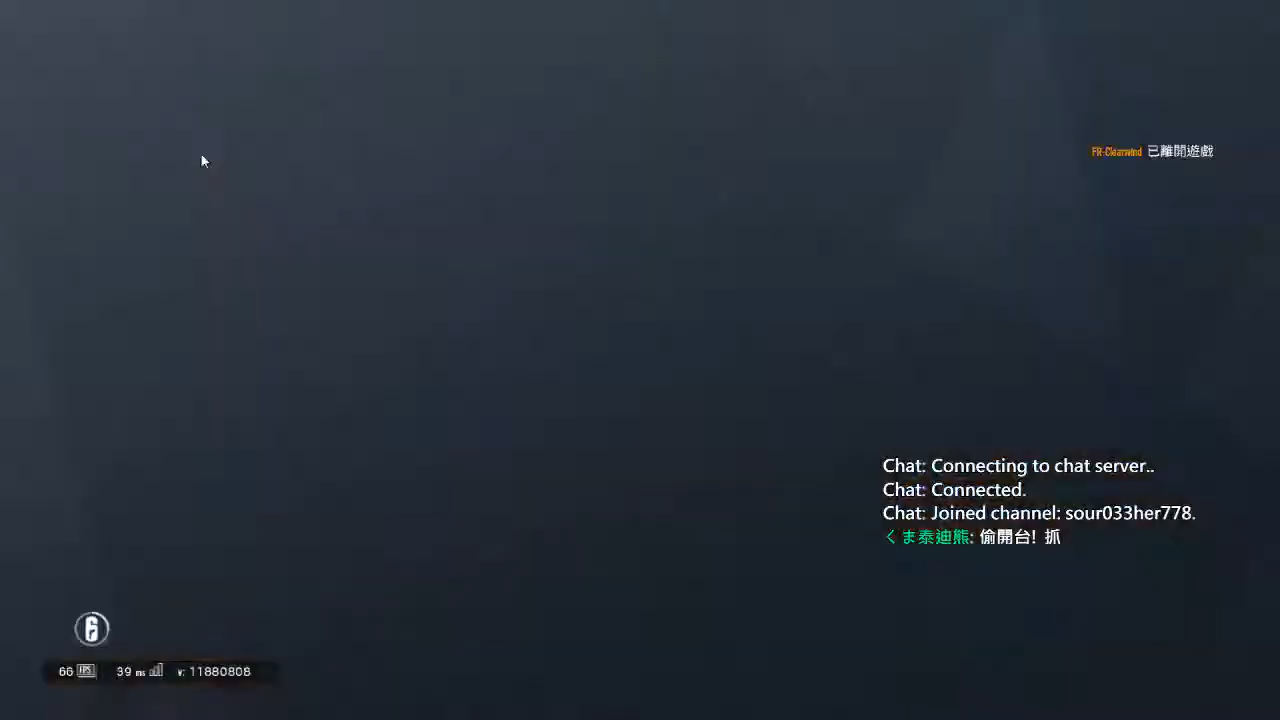 FR-Clearwind 已離開遊戲
Chat: Connecting to chat server..
Chat: Connected.
Chat: Joined channel: sour033her778.
くま泰迪熊: 偷開台! 抓
6
66 FPS 39 ms v: 11880808